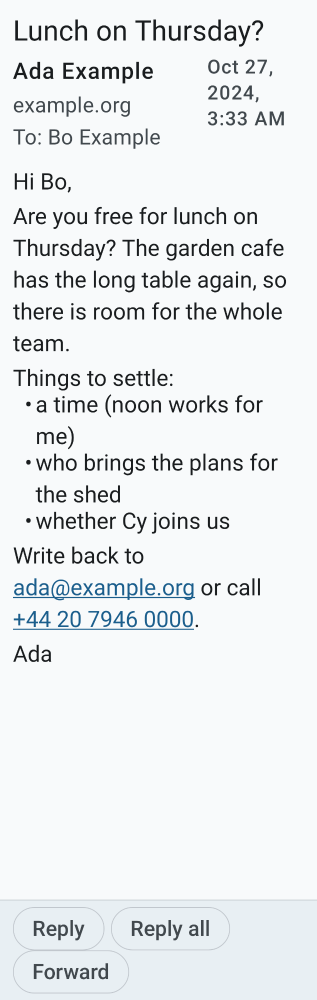 Lunch on Thursday?
Ada Example
Oct 27,
2024,
3:33 AM
example.org
To: Bo Example
Hi Bo,
Are you free for lunch on
Thursday? The garden cafe
has the long table again, so
there is room for the whole
team.
Things to settle:
• a time (noon works for
me)
• who brings the plans for
the shed
• whether Cy joins us
Write back to
ada@example.org or call
+44 20 7946 0000.
Ada
Reply
Reply all
Forward